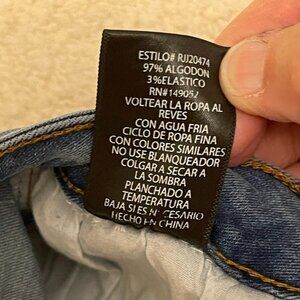 ESTILO# RJJ20474
97% ALGODON
3%ELASTICO
RN#149052
VOLTEAR LA ROPA AL
REVES
CON AGUA FRIA
CICLO DE ROPA FINA
CON COLORES SIMILARES
NO USE BLANQUEADOR
COLGAR A SECAR A
LA SOMBRA
PLANCHADO A
TEMPERATURA
BAJA SI ES NECESARIO
HECHO EN CHINA